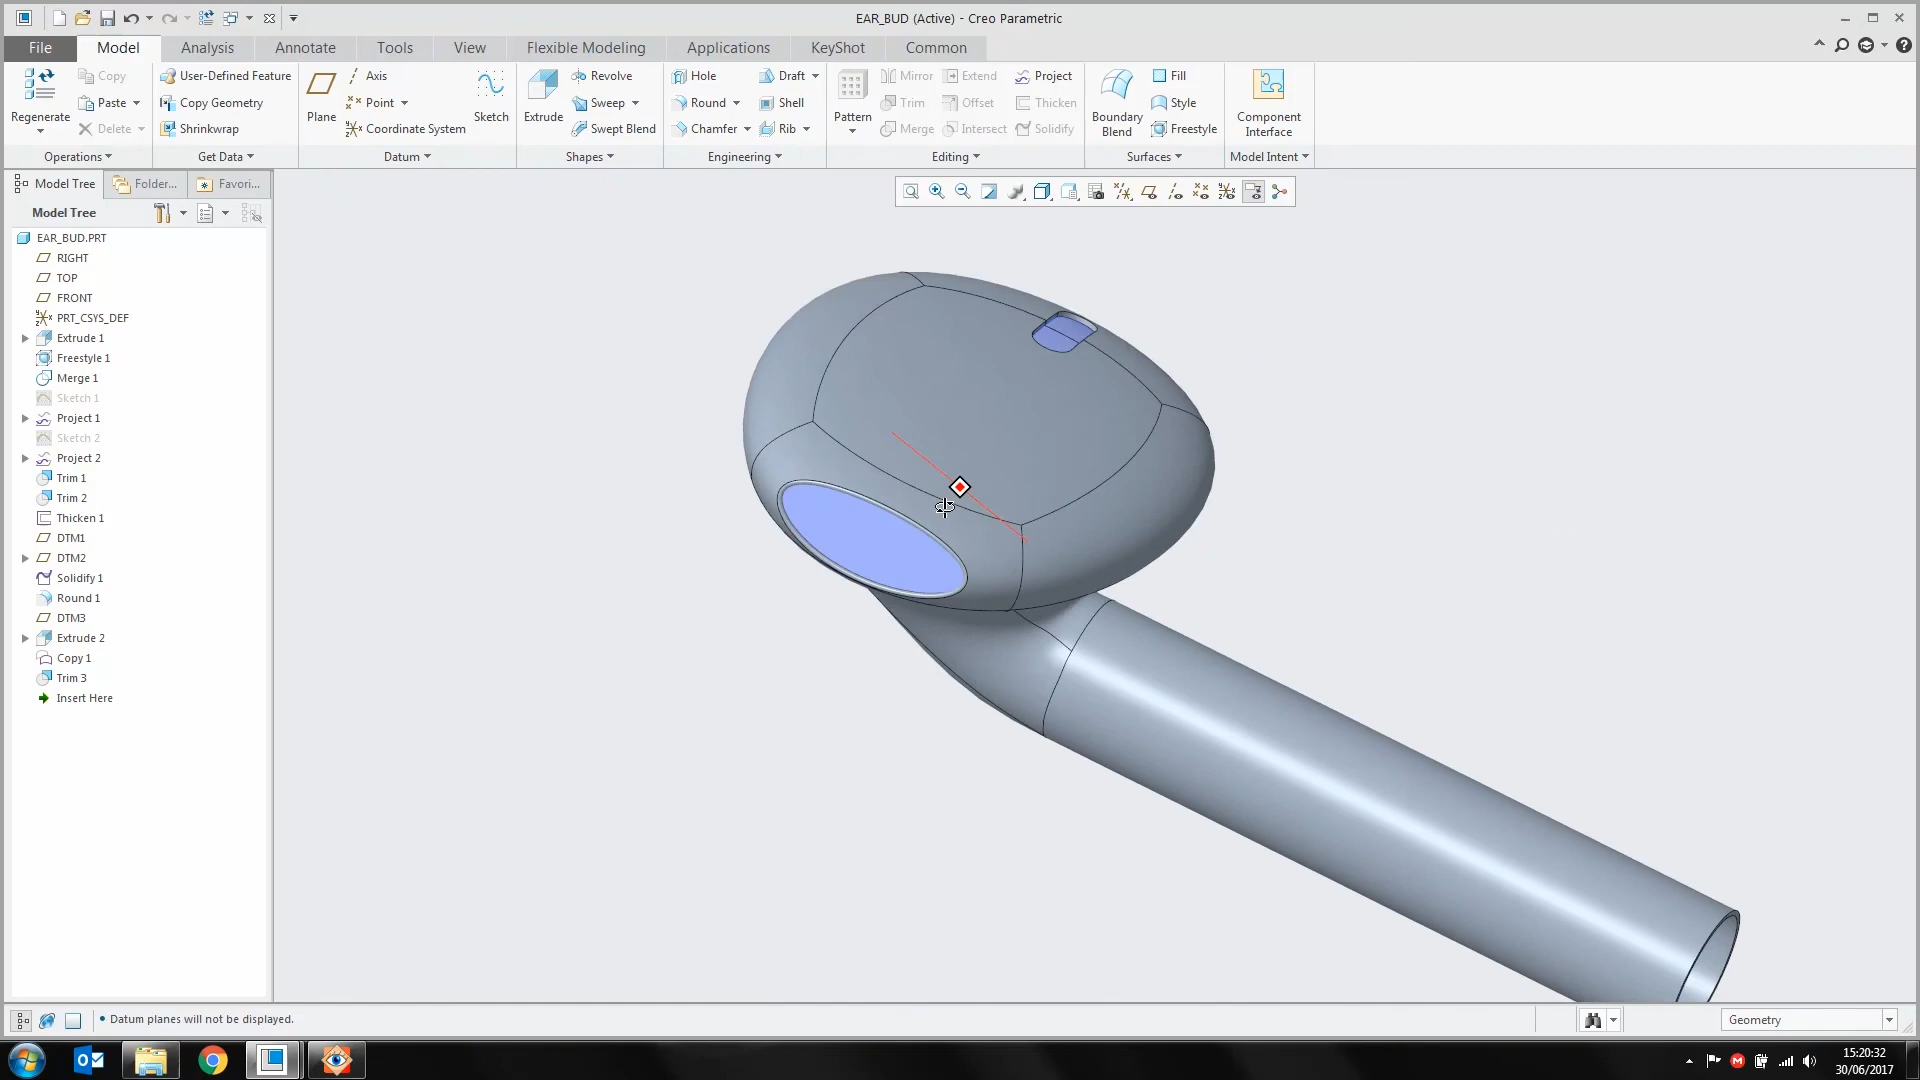 EAR_BUD (Active) - Creo Parametric
File Model Analysis Annotate Tools View Flexible Modeling Applications KeyShot Common
Regenerate
Copy
Paste
Delete
Operations
User-Defined Feature
Copy Geometry
Shrinkwrap
Get Data
Plane
Axis
Point
Coordinate System
Sketch
Datum
Extrude
Revolve
Sweep
Swept Blend
Shapes
Hole
Round
Chamfer
Draft
Shell
Rib
Engineering
Pattern
Mirror
Trim
Merge
Extend
Offset
Intersect
Project
Thicken
Solidify
Editing
Boundary
Blend
Fill
Style
Freestyle
Surfaces
Component
Interface
Model Intent
Model Tree Folder... Favori...
Model Tree
EAR_BUD.PRT
RIGHT
TOP
FRONT
PRT_CSYS_DEF
Extrude 1
Freestyle 1
Merge 1
Sketch 1
Project 1
Sketch 2
Project 2
Trim 1
Trim 2
Thicken 1
DTM1
DTM2
Solidify 1
Round 1
DTM3
Extrude 2
Copy 1
Trim 3
Insert Here
Datum planes will not be displayed.
Geometry
15:20:32
30/06/2017